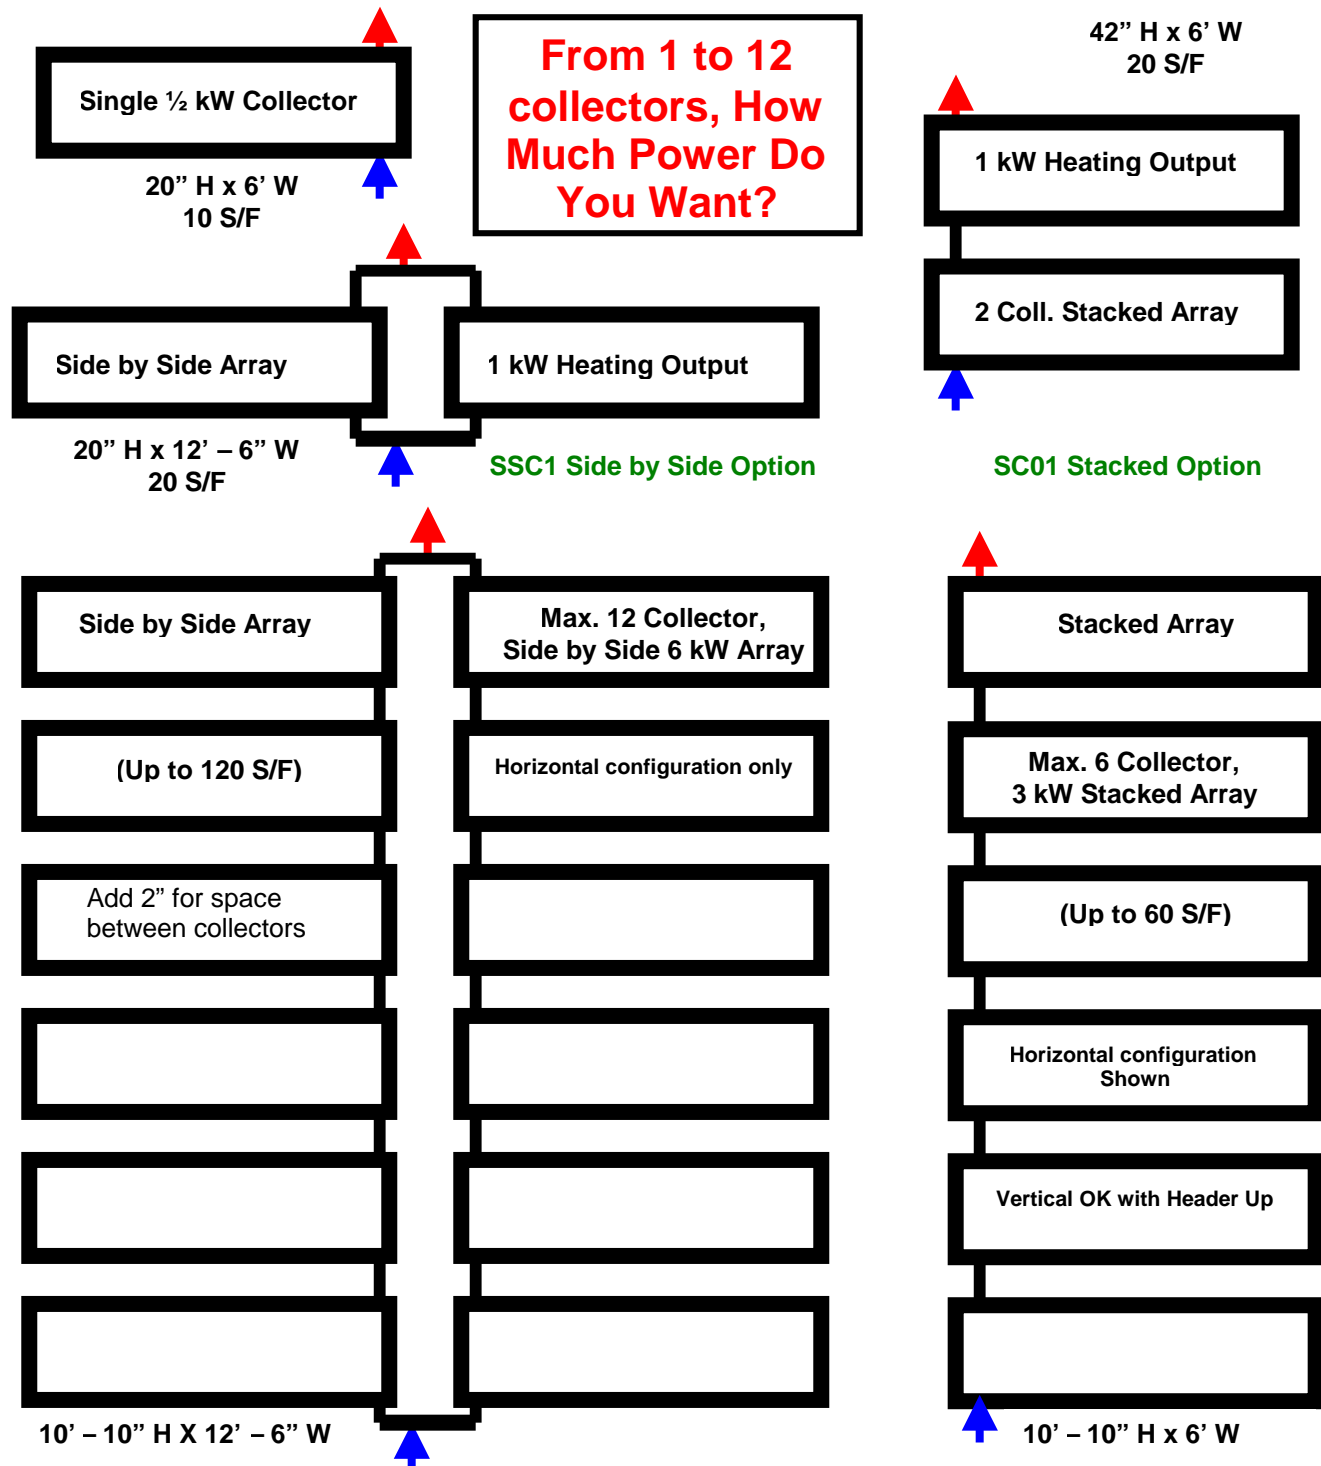 Single ½ kW Collector
20” H x 6’ W
10 S/F
From 1 to 12
collectors, How
Much Power Do
You Want?
42” H x 6’ W
20 S/F
1 kW Heating Output
2 Coll. Stacked Array
Side by Side Array
1 kW Heating Output
20” H x 12’ – 6” W
20 S/F
SSC1 Side by Side Option
SC01 Stacked Option
Side by Side Array
Max. 12 Collector,
Side by Side 6 kW Array
(Up to 120 S/F)
Horizontal configuration only
Add 2” for space
between collectors
10’ – 10” H X 12’ – 6” W
Stacked Array
Max. 6 Collector,
3 kW Stacked Array
(Up to 60 S/F)
Horizontal configuration
Shown
Vertical OK with Header Up
10’ – 10” H x 6’ W